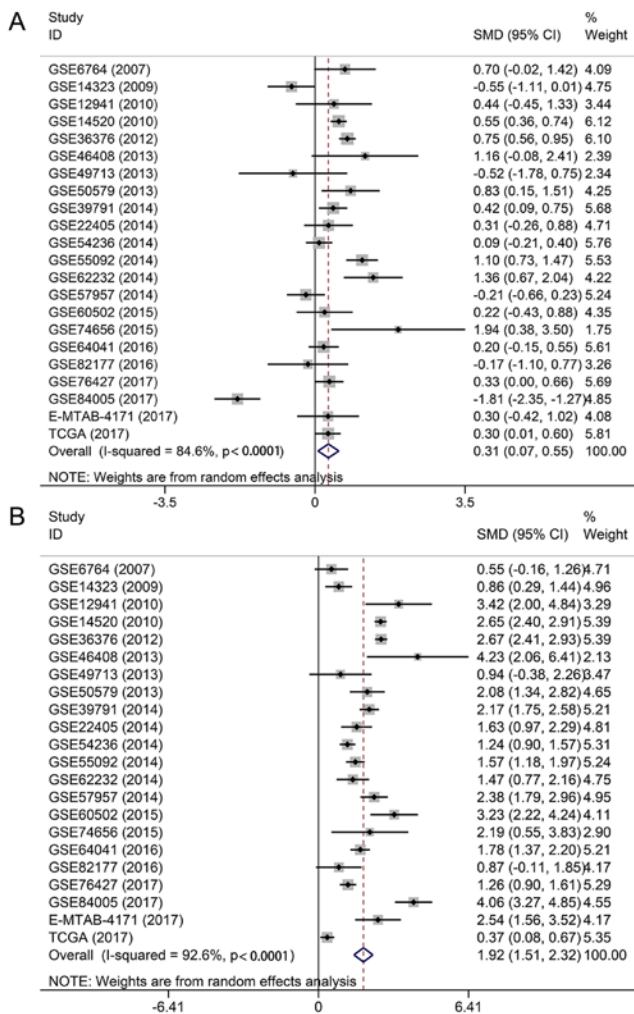 A
Study %
ID SMD (95% CI) Weight
GSE6764 (2007) 0.70 (-0.02, 1.42) 4.09
GSE14323 (2009) -0.55 (-1.11, 0.01) 4.75
GSE12941 (2010) 0.44 (-0.45, 1.33) 3.44
GSE14520 (2010) 0.55 (0.36, 0.74) 6.12
GSE36376 (2012) 0.75 (0.56, 0.95) 6.10
GSE46408 (2013) 1.16 (-0.08, 2.41) 2.39
GSE49713 (2013) -0.52 (-1.78, 0.75) 2.34
GSE50579 (2013) 0.83 (0.15, 1.51) 4.25
GSE39791 (2014) 0.42 (0.09, 0.75) 5.68
GSE22405 (2014) 0.31 (-0.26, 0.88) 4.71
GSE54236 (2014) 0.09 (-0.21, 0.40) 5.76
GSE55092 (2014) 1.10 (0.73, 1.47) 5.53
GSE62232 (2014) 1.36 (0.67, 2.04) 4.22
GSE57957 (2014) -0.21 (-0.66, 0.23) 5.24
GSE60502 (2015) 0.22 (-0.43, 0.88) 4.35
GSE74656 (2015) 1.94 (0.38, 3.50) 1.75
GSE64041 (2016) 0.20 (-0.15, 0.55) 5.61
GSE82177 (2016) -0.17 (-1.10, 0.77) 3.26
GSE76427 (2017) 0.33 (0.00, 0.66) 5.69
GSE84005 (2017) -1.81 (-2.35, -1.27) 4.85
E-MTAB-4171 (2017) 0.30 (-0.42, 1.02) 4.08
TCGA (2017) 0.30 (0.01, 0.60) 5.81
Overall (I-squared = 84.6%, p< 0.0001) 0.31 (0.07, 0.55) 100.00
NOTE: Weights are from random effects analysis
-3.5 0 3.5
B
Study %
ID SMD (95% CI) Weight
GSE6764 (2007) 0.55 (-0.16, 1.26) 4.71
GSE14323 (2009) 0.86 (0.29, 1.44) 4.96
GSE12941 (2010) 3.42 (2.00, 4.84) 3.29
GSE14520 (2010) 2.65 (2.40, 2.91) 5.39
GSE36376 (2012) 2.67 (2.41, 2.93) 5.39
GSE46408 (2013) 4.23 (2.06, 6.41) 2.13
GSE49713 (2013) 0.94 (-0.38, 2.26) 3.47
GSE50579 (2013) 2.08 (1.34, 2.82) 4.65
GSE39791 (2014) 2.17 (1.75, 2.58) 5.21
GSE22405 (2014) 1.63 (0.97, 2.29) 4.81
GSE54236 (2014) 1.24 (0.90, 1.57) 5.31
GSE55092 (2014) 1.57 (1.18, 1.97) 5.24
GSE62232 (2014) 1.47 (0.77, 2.16) 4.75
GSE57957 (2014) 2.38 (1.79, 2.96) 4.95
GSE60502 (2015) 3.23 (2.22, 4.24) 4.11
GSE74656 (2015) 2.19 (0.55, 3.83) 2.90
GSE64041 (2016) 1.78 (1.37, 2.20) 5.21
GSE82177 (2016) 0.87 (-0.11, 1.85) 4.17
GSE76427 (2017) 1.26 (0.90, 1.61) 5.29
GSE84005 (2017) 4.06 (3.27, 4.85) 4.55
E-MTAB-4171 (2017) 2.54 (1.56, 3.52) 4.17
TCGA (2017) 0.37 (0.08, 0.67) 5.35
Overall (I-squared = 92.6%, p< 0.0001) 1.92 (1.51, 2.32) 100.00
NOTE: Weights are from random effects analysis
-6.41 0 6.41